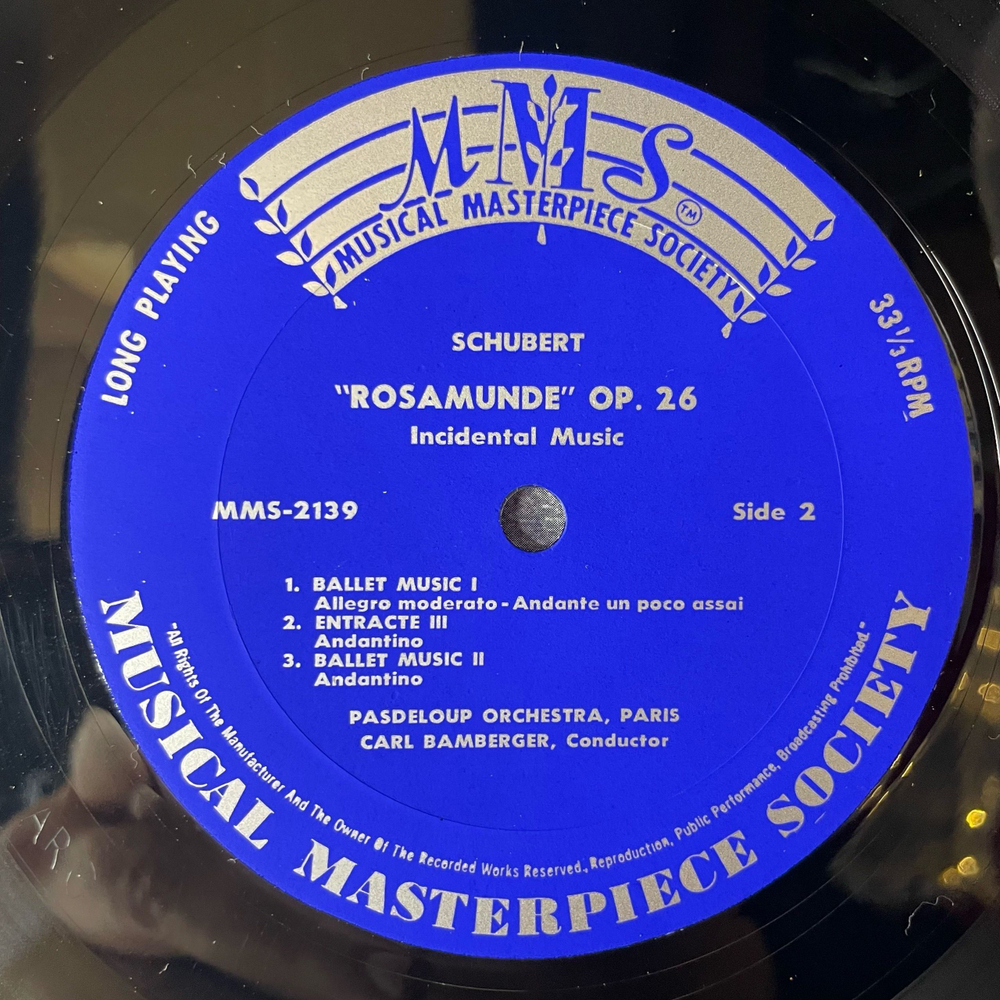 MMS
TM
MUSICAL MASTERPIECE SOCIETY
LONG PLAYING
33 1/3 RPM
SCHUBERT
"ROSAMUNDE" OP. 26
Incidental Music
MMS-2139
Side 2
1. BALLET MUSIC I
Allegro moderato - Andante un poco assai
2. ENTRACTE III
Andantino
3. BALLET MUSIC II
Andantino
PASDELOUP ORCHESTRA, PARIS
CARL BAMBERGER, Conductor
"All Rights Of The Manufacturer And The Owner Of The Recorded Works Reserved., Reproduction, Public Performance, Broadcasting Prohibited."
MUSICAL MASTERPIECE SOCIETY